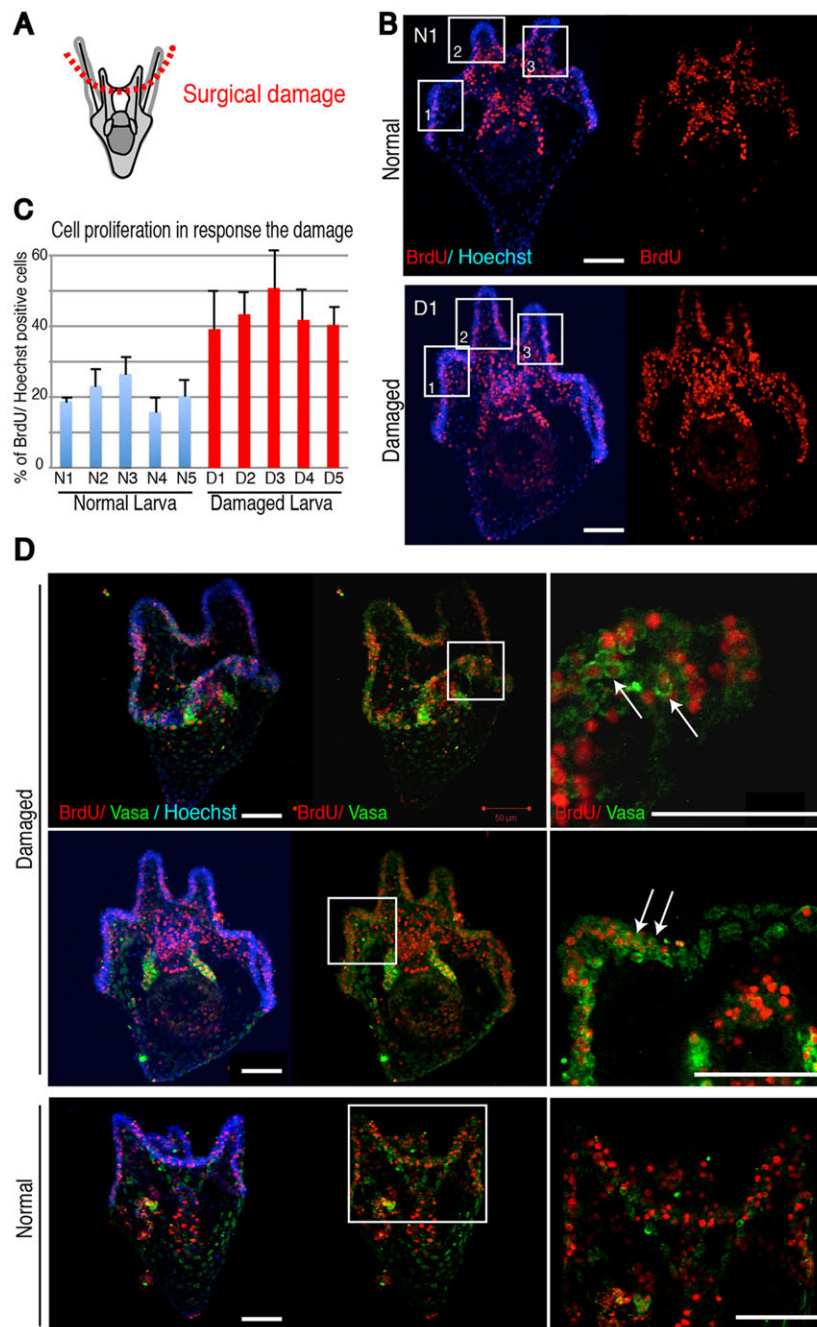 A
Surgical damage
B
N1
2
3
1
Normal
BrdU/ Hoechst
BrdU
D1
2
3
1
Damaged
C
Cell proliferation in response the damage
% of BrdU/ Hoechst positive cells
60
40
20
0
N1 N2 N3 N4 N5 D1 D2 D3 D4 D5
Normal Larva
Damaged Larva
D
Damaged
BrdU/ Vasa / Hoechst
BrdU/ Vasa
50 µm
BrdU/ Vasa
Normal